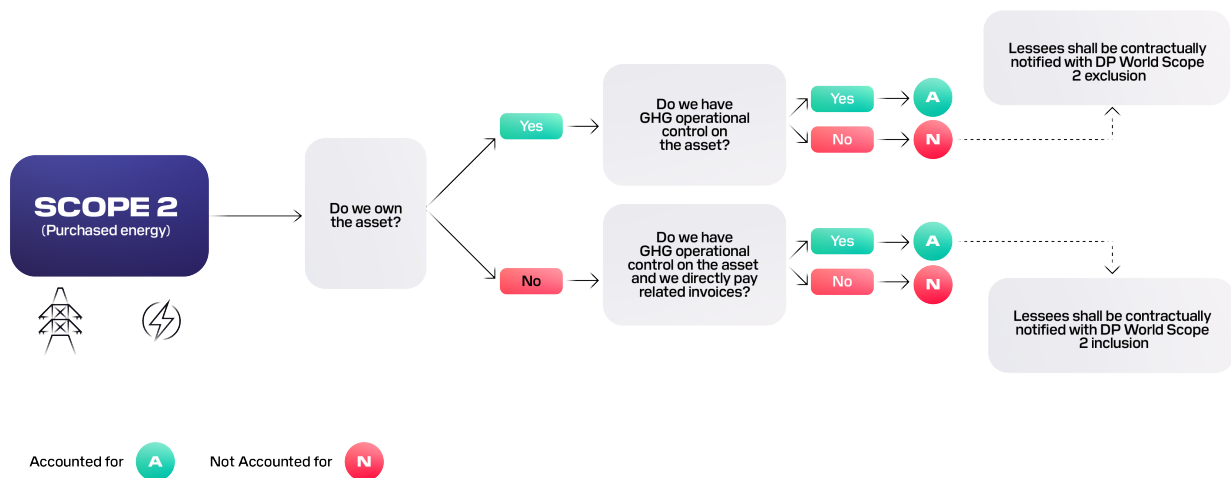 SCOPE 2
(Purchased energy)
Do we own
the asset?
Yes
No
Do we have
GHG operational
control on
the asset?
Yes
A
No
N
Lessees shall be contractually
notified with DP World Scope
2 exclusion
Do we have
GHG operational
control on the asset
and we directly pay
related invoices?
Yes
A
No
N
Lessees shall be contractually
notified with DP World Scope
2 inclusion
Accounted for
A
Not Accounted for
N